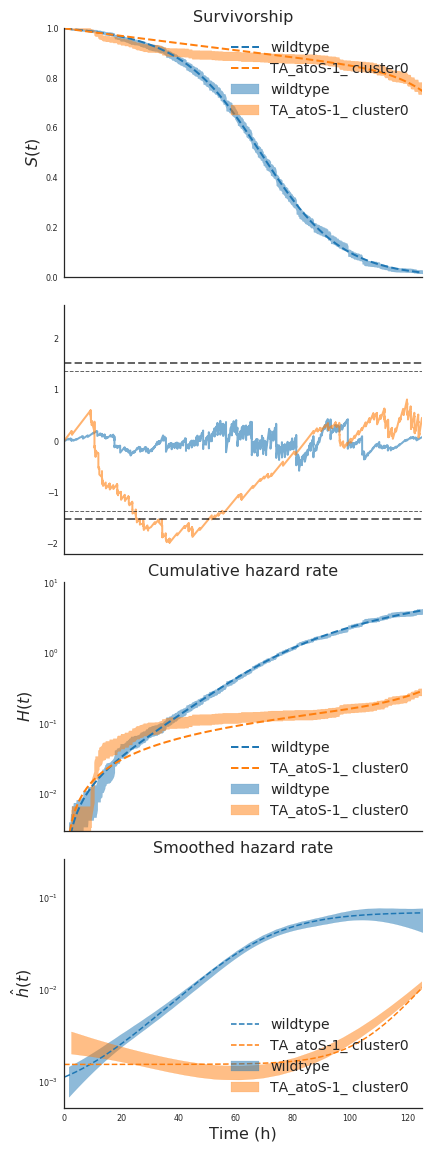 Survivorship
1.0
0.8
0.6
0.4
0.2
0.0
S(t)
wildtype
TA_atoS-1_ cluster0
wildtype
TA_atoS-1_ cluster0
2
1
0
−1
−2
Cumulative hazard rate
10¹
10⁰
10⁻¹
10⁻²
H(t)
wildtype
TA_atoS-1_ cluster0
wildtype
TA_atoS-1_ cluster0
Smoothed hazard rate
10⁻¹
10⁻²
10⁻³
ĥ(t)
wildtype
TA_atoS-1_ cluster0
wildtype
TA_atoS-1_ cluster0
0 20 40 60 80 100 120
Time (h)